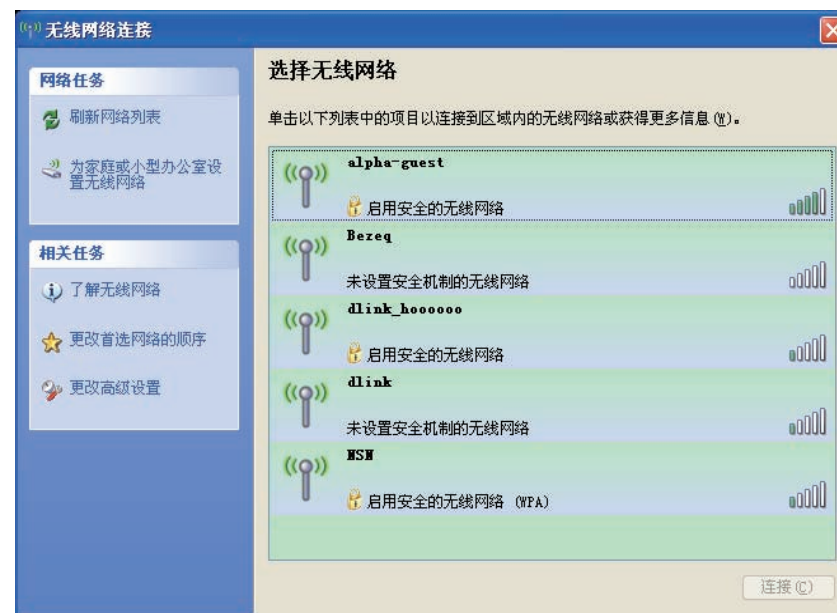 无线网络连接
网络任务
刷新网络列表
为家庭或小型办公室设
置无线网络
相关任务
了解无线网络
更改首选网络的顺序
更改高级设置
选择无线网络
单击以下列表中的项目以连接到区域内的无线网络或获得更多信息(W)。
alpha-guest
启用安全的无线网络
Bezeq
未设置安全机制的无线网络
dlink_hoooooo
启用安全的无线网络
dlink
未设置安全机制的无线网络
NSN
启用安全的无线网络 (WPA)
连接(C)